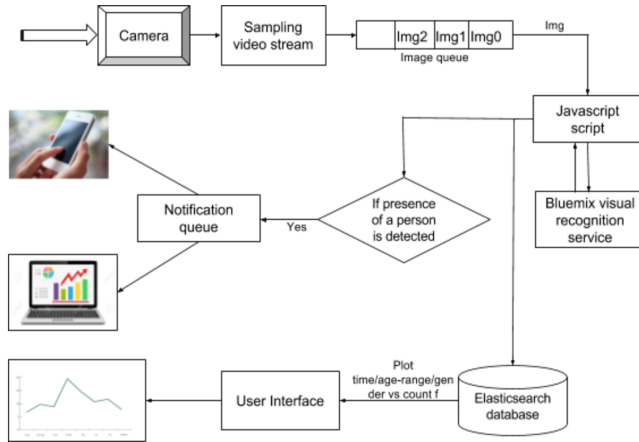 Camera
Sampling
video stream
Img2 Img1 Img0
Image queue
Img
Javascript
script
Bluemix visual
recognition
service
If presence
of a person
is detected
Yes
Notification
queue
Plot
time/age-range/gen
der vs count f
Elasticsearch
database
User Interface